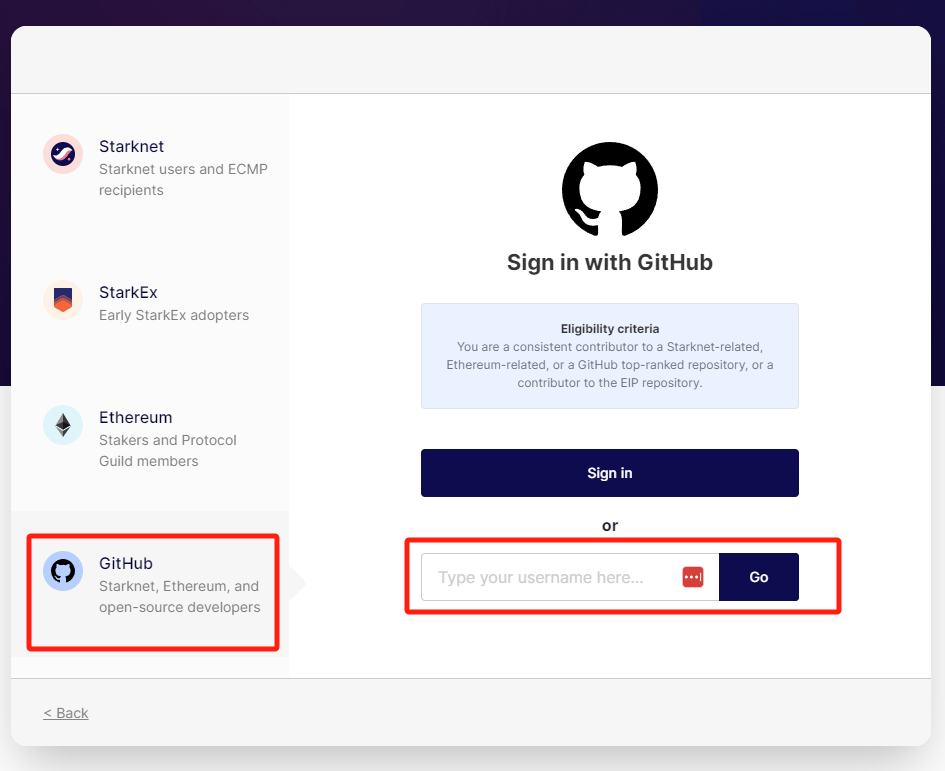 Starknet
Starknet users and ECMP
recipients
StarkEx
Early StarkEx adopters
Ethereum
Stakers and Protocol
Guild members
GitHub
Starknet, Ethereum, and
open-source developers
Sign in with GitHub
Eligibility criteria
You are a consistent contributor to a Starknet-related,
Ethereum-related, or a GitHub top-ranked repository, or a
contributor to the EIP repository.
Sign in
or
Type your username here...
Go
< Back